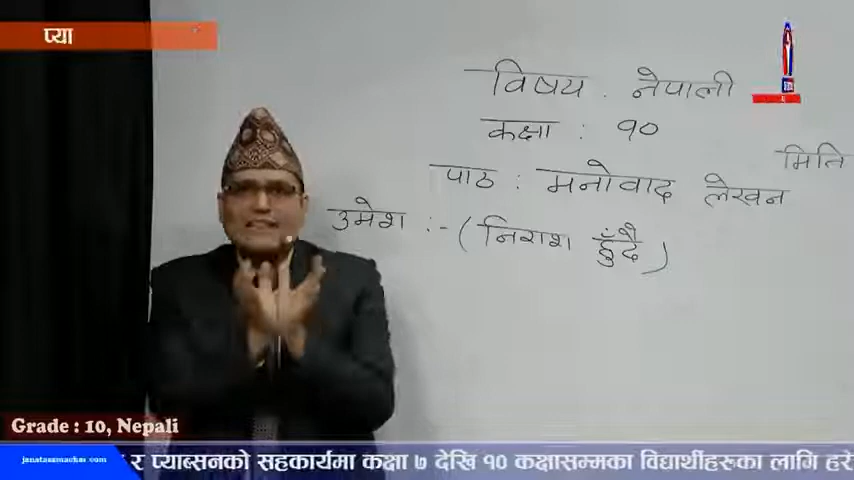 प्या
विषय . नेपाली
कक्षा : १०
मिति
पाठ : मनोवाद लेखन
उमेश :- (निराश हुँदै)
Grade : 10, Nepali
janatasamachar.com
र प्याब्सनको सहकार्यमा कक्षा ७ देखि १० कक्षासम्मका विद्यार्थीहरुका लागि हरे